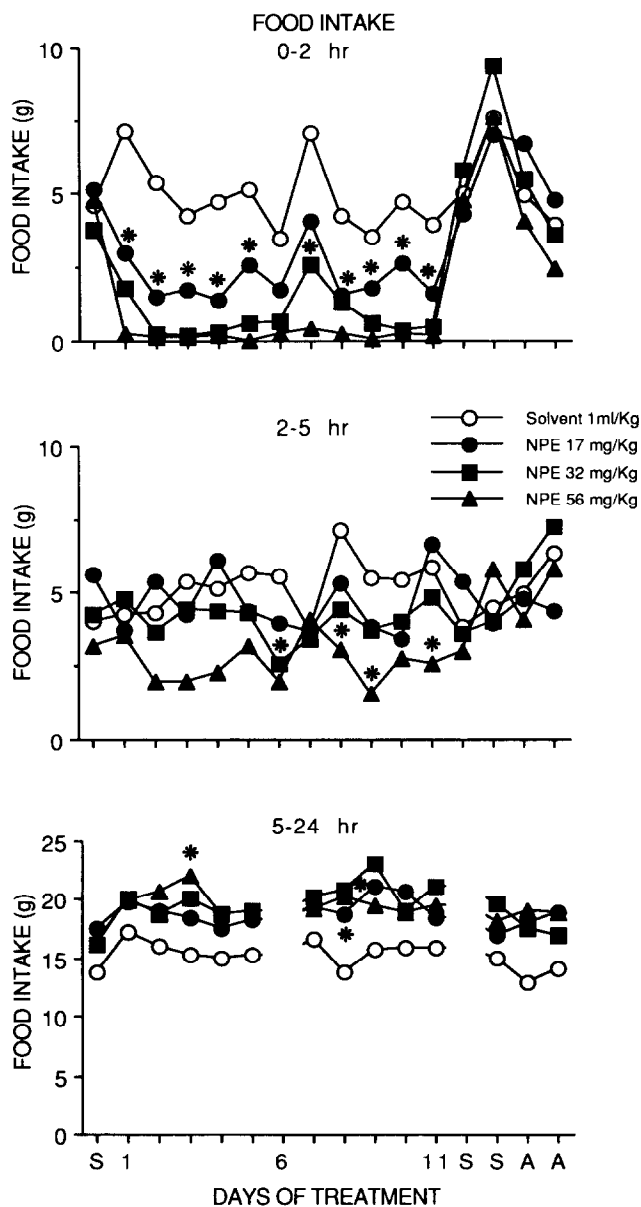 FOOD INTAKE
0-2 hr
10
5
0
FOOD INTAKE (g)
2-5 hr
Solvent 1ml/Kg
NPE 17 mg/Kg
NPE 32 mg/Kg
NPE 56 mg/Kg
10
5
0
FOOD INTAKE (g)
5-24 hr
25
20
15
10
5
0
FOOD INTAKE (g)
S 1 6 11 S S A A
DAYS OF TREATMENT